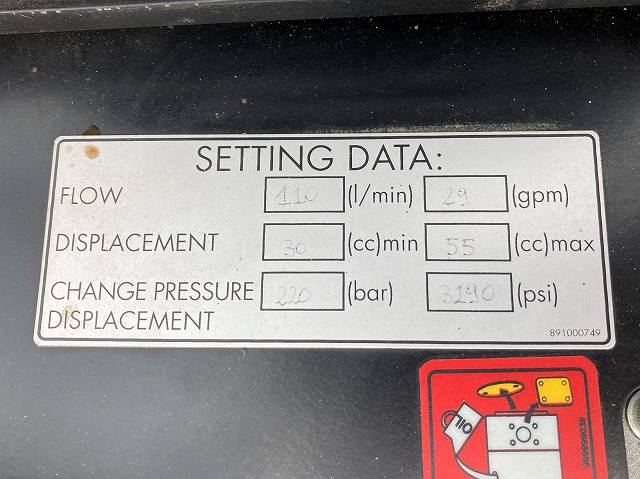 SETTING DATA:
FLOW 110 (l/min) 29 (gpm)
DISPLACEMENT 30 (cc)min 55 (cc)max
CHANGE PRESSURE 220 (bar) 3190 (psi)
DISPLACEMENT
891000749
OIL